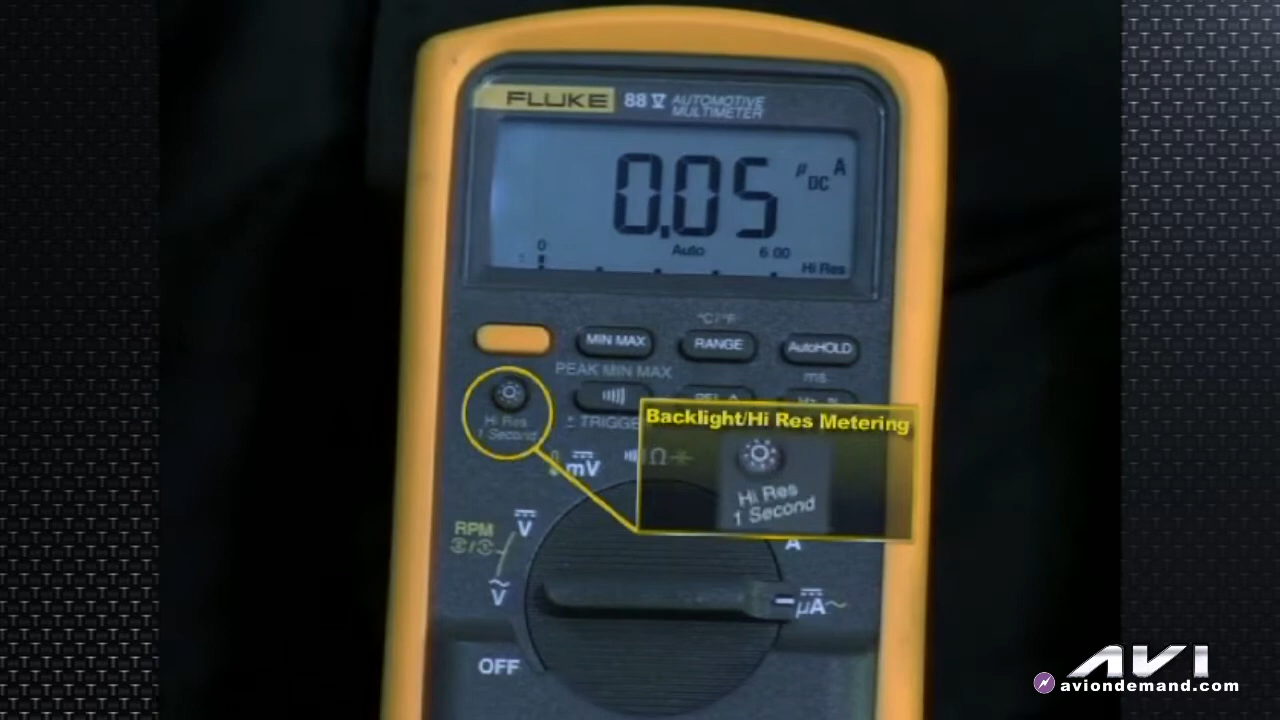 FLUKE 88 V AUTOMOTIVE
MULTIMETER
0.05 µ DC A
0 Auto 6.00
Hi Res
°C/°F
MIN MAX RANGE AutoHOLD
PEAK MIN MAX ms
Hi Res
1 Second
Backlight/Hi Res Metering
Hi Res
1 Second
mV Ω
RPM V
A
V µA
OFF
AVI
aviondemand.com